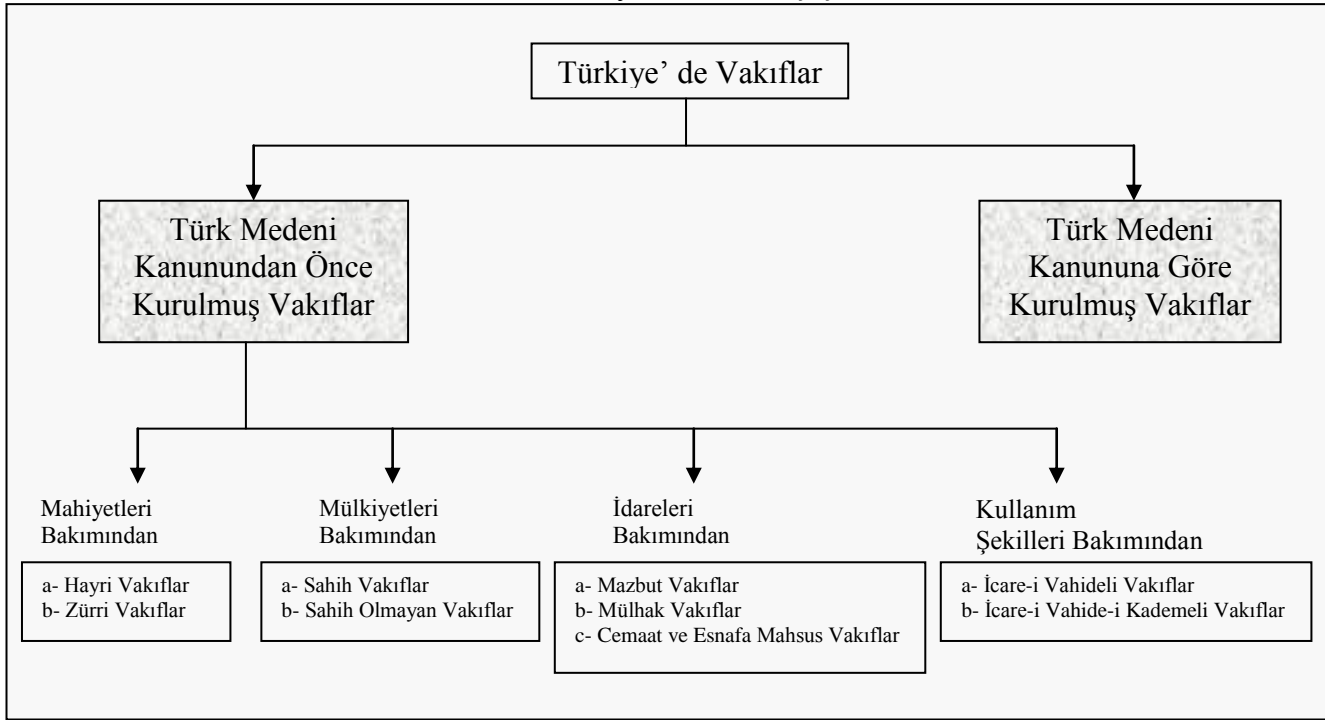 Türkiye’ de Vakıflar
Türk Medeni
Kanunundan Önce
Kurulmuş Vakıflar
Türk Medeni
Kanununa Göre
Kurulmuş Vakıflar
Mahiyetleri
Bakımından
a- Hayri Vakıflar
b- Zürri Vakıflar
Mülkiyetleri
Bakımından
a- Sahih Vakıflar
b- Sahih Olmayan Vakıflar
İdareleri
Bakımından
a- Mazbut Vakıflar
b- Mülhak Vakıflar
c- Cemaat ve Esnafa Mahsus Vakıflar
Kullanım
Şekilleri Bakımından
a- İcare-i Vahideli Vakıflar
b- İcare-i Vahide-i Kademeli Vakıflar